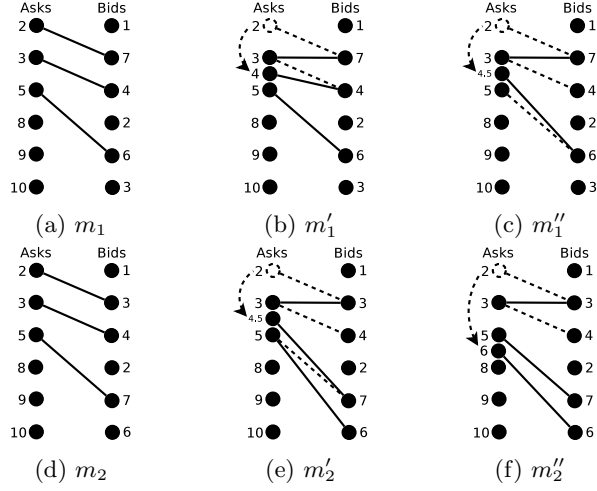 Asks Bids Asks Bids Asks Bids
2 1 2 1 2 1
3 7 3 7 3 7
4 4.5
5 4 5 4 5 4
8 2 8 2 8 2
9 6 9 6 9 6
10 3 10 3 10 3
(a) m₁ (b) m₁′ (c) m₁″
Asks Bids Asks Bids Asks Bids
2 1 2 1 2 1
3 3 3 3 3 3
4.5
5 4 5 4 5 4
6
8 2 8 2 8 2
9 7 9 7 9 7
10 6 10 6 10 6
(d) m₂ (e) m₂′ (f) m₂″